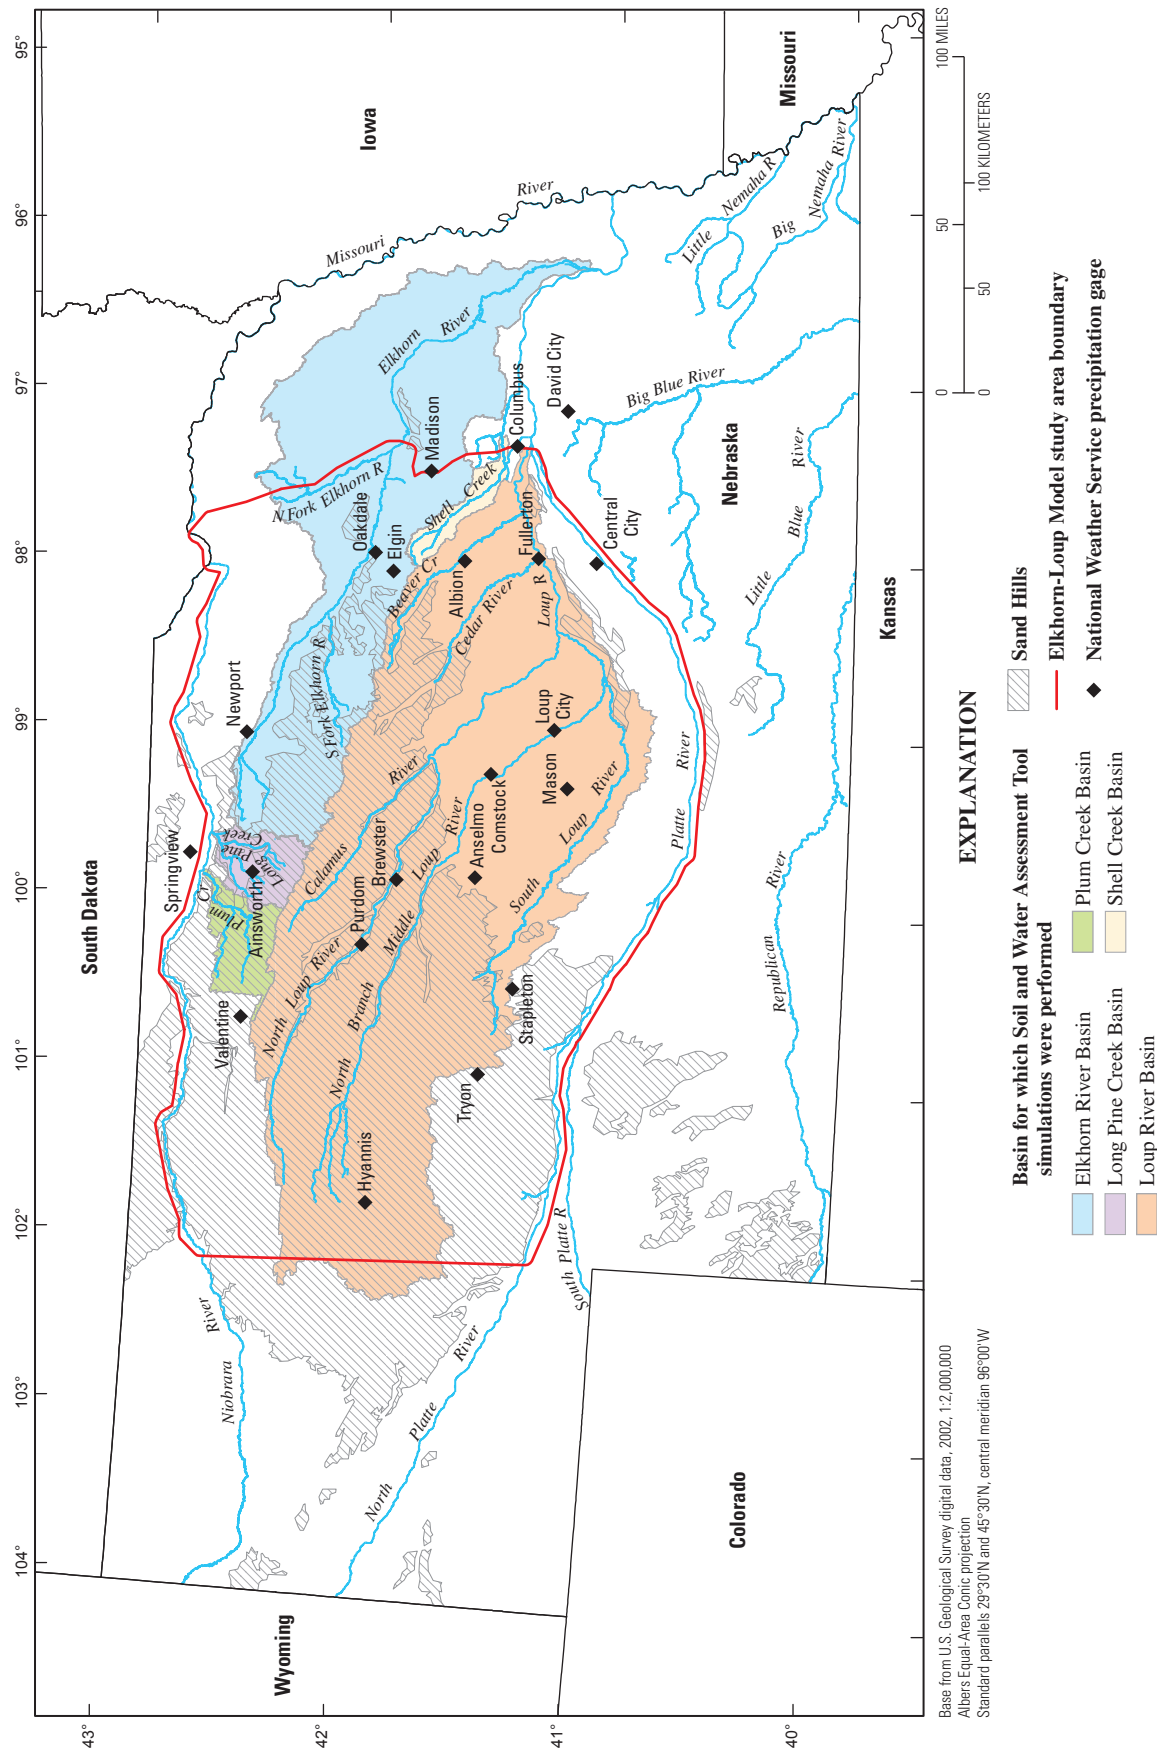 104°
103°
102°
101°
100°
99°
98°
97°
96°
95°
43°
42°
41°
40°
South Dakota
Wyoming
Colorado
Nebraska
Kansas
Iowa
Missouri
Niobrara
River
North
Platte
River
South Platte R
Platte
River
Missouri
River
Republican
River
Little
Blue
River
Big Blue River
Little
Nemaha R
Big
Nemaha River
Elkhorn
River
N Fork Elkhorn R
S Fork Elkhorn R
Shell
Creek
Beaver Cr
Cedar River
Loup R
Calamus
River
North
Loup River
North
Branch
Middle
Loup
River
South
Loup
River
Plum
Cr
Long Pine
Creek
Springview
Valentine
Ainsworth
Newport
Hyannis
Tryon
Stapleton
Purdom
Brewster
Anselmo
Comstock
Mason
Loup
City
Oakdale
Elgin
Albion
Fullerton
Central
City
Madison
Columbus
David City
0
50
100 MILES
0
50
100 KILOMETERS
Base from U.S. Geological Survey digital data, 2002, 1:2,000,000
Albers Equal-Area Conic projection
Standard parallels 29°30'N and 45°30'N, central meridian 96°00'W
EXPLANATION
Basin for which Soil and Water Assessment Tool
simulations were performed
Elkhorn River Basin
Long Pine Creek Basin
Loup River Basin
Plum Creek Basin
Shell Creek Basin
Sand Hills
Elkhorn-Loup Model study area boundary
National Weather Service precipitation gage